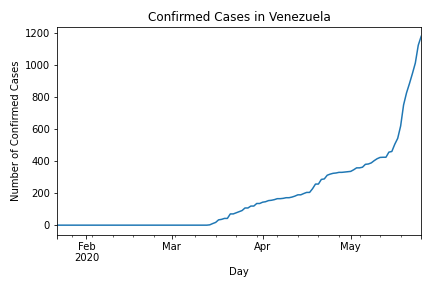 Confirmed Cases in Venezuela
1200
1000
800
600
400
200
0
Number of Confirmed Cases
Feb
2020
Mar
Apr
May
Day